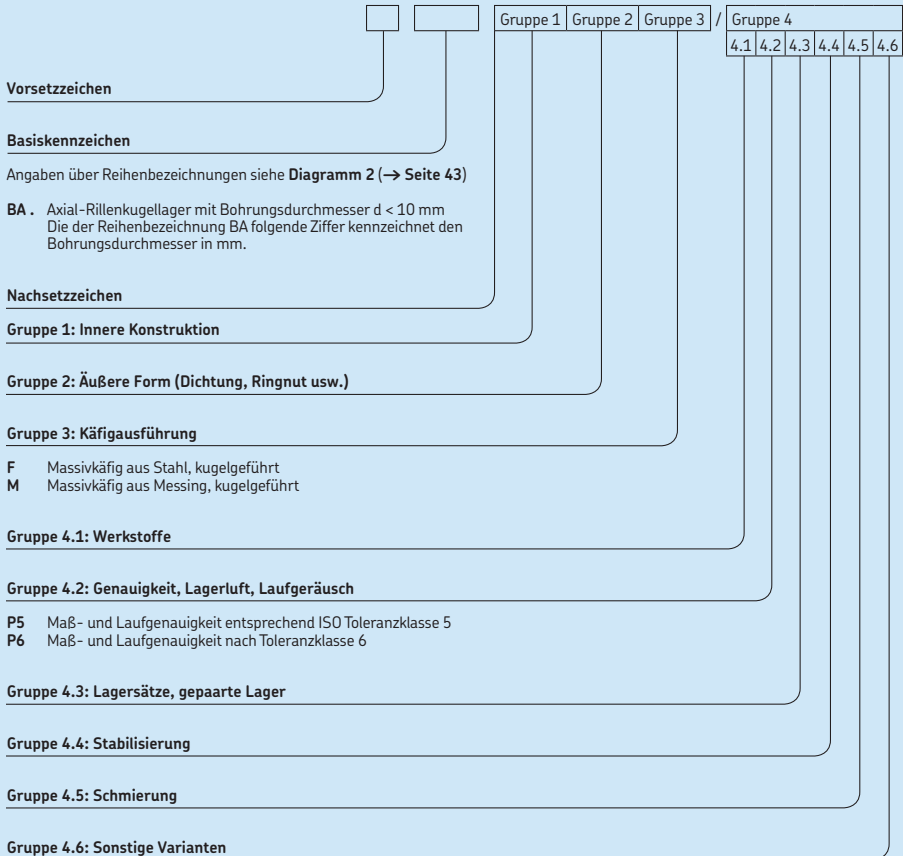 Gruppe 1 Gruppe 2 Gruppe 3 / Gruppe 4
4.1 4.2 4.3 4.4 4.5 4.6
Vorsetzzeichen
Basiskennzeichen
Angaben über Reihenbezeichnungen siehe Diagramm 2 (→ Seite 43)
BA . Axial-Rillenkugellager mit Bohrungsdurchmesser d < 10 mm
Die der Reihenbezeichnung BA folgende Ziffer kennzeichnet den
Bohrungsdurchmesser in mm.
Nachsetzzeichen
Gruppe 1: Innere Konstruktion
Gruppe 2: Äußere Form (Dichtung, Ringnut usw.)
Gruppe 3: Käfigausführung
F Massivkäfig aus Stahl, kugelgeführt
M Massivkäfig aus Messing, kugelgeführt
Gruppe 4.1: Werkstoffe
Gruppe 4.2: Genauigkeit, Lagerluft, Laufgeräusch
P5 Maß- und Laufgenauigkeit entsprechend ISO Toleranzklasse 5
P6 Maß- und Laufgenauigkeit nach Toleranzklasse 6
Gruppe 4.3: Lagersätze, gepaarte Lager
Gruppe 4.4: Stabilisierung
Gruppe 4.5: Schmierung
Gruppe 4.6: Sonstige Varianten